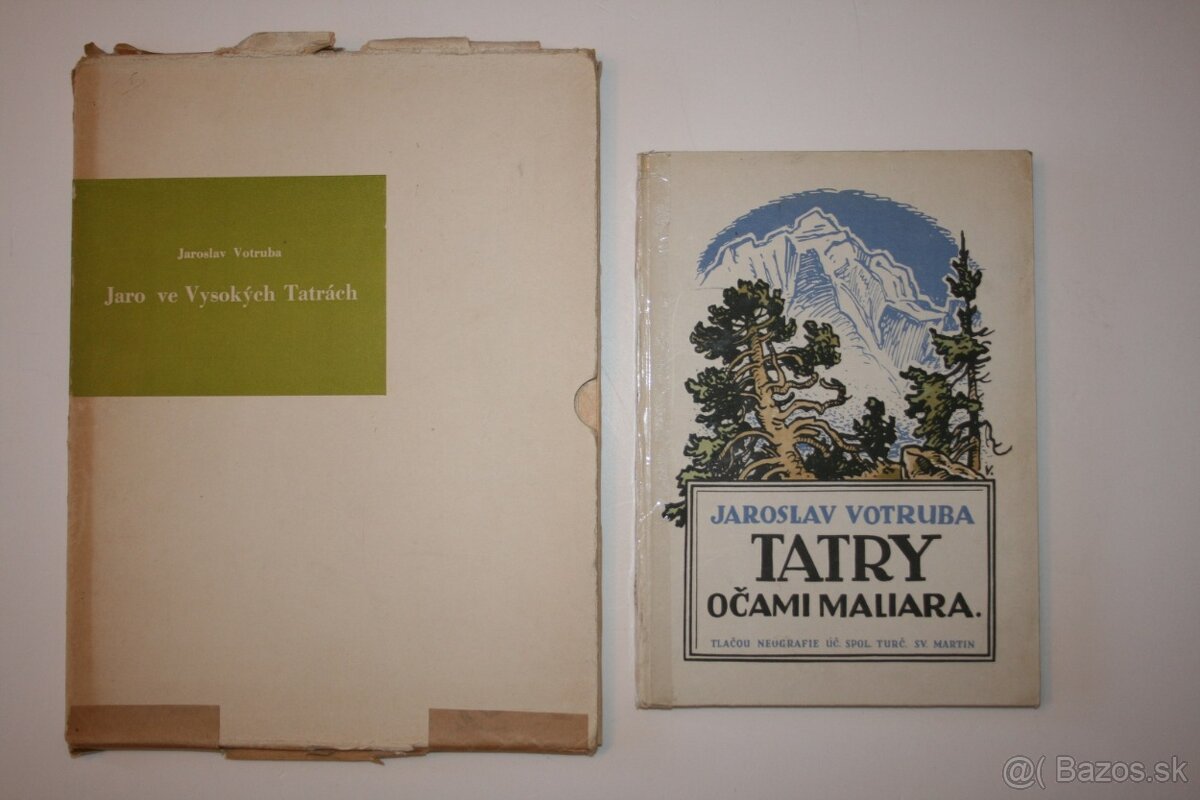 Jaroslav Votruba
Jaro ve Vysokých Tatrách
V.
JAROSLAV VOTRUBA
TATRY
OČAMI MALIARA.
TLAČOU NEOGRAFIE ÚČ. SPOL. TURČ. SV. MARTIN
@( Bazos.sk